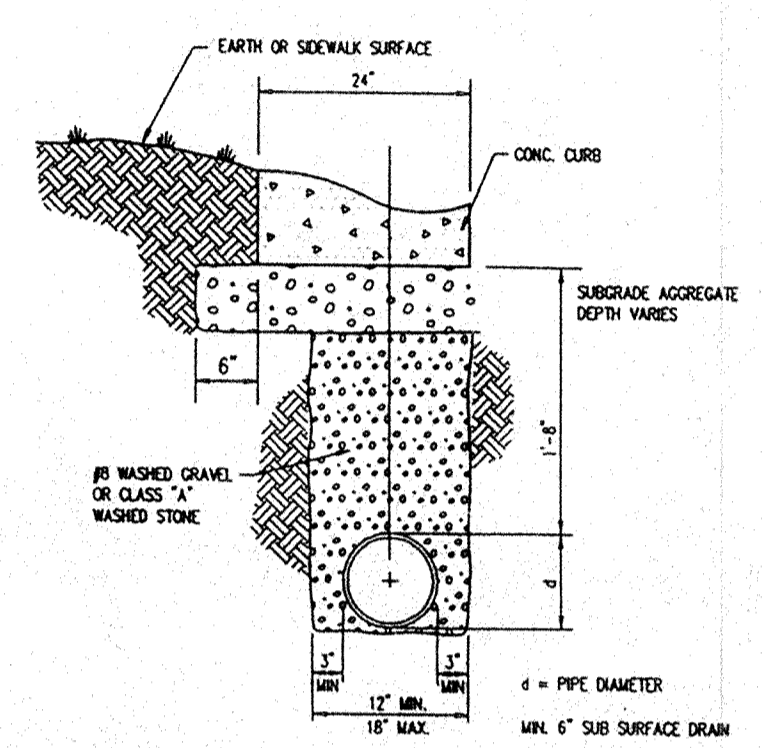 EARTH OR SIDEWALK SURFACE
24"
CONC. CURB
SUBGRADE AGGREGATE
DEPTH VARIES
6"
1'-8"
#8 WASHED GRAVEL
OR CLASS "A"
WASHED STONE
d
3"
MIN
3"
MIN
12" MIN.
18" MAX.
d = PIPE DIAMETER
MIN. 6" SUB SURFACE DRAIN